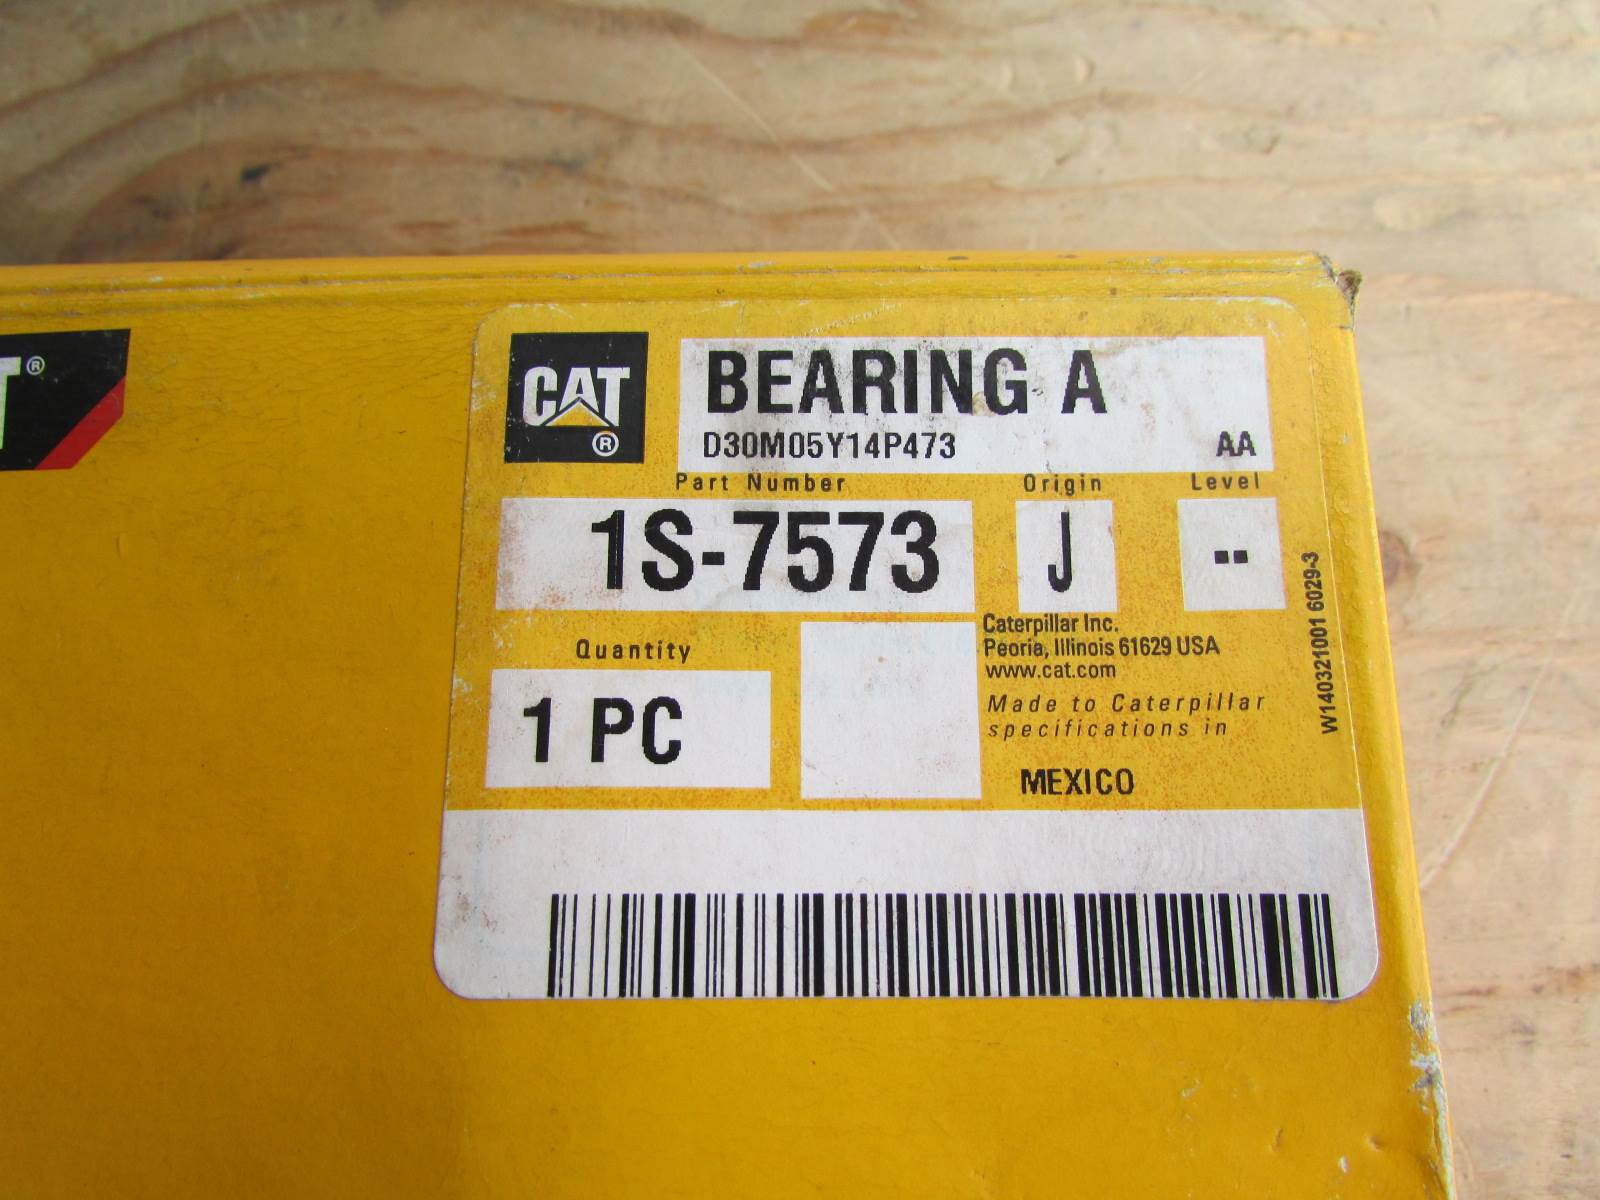 T®
CAT
®
BEARING A
D30M05Y14P473 AA
Part Number Origin Level
1S-7573 J --
Caterpillar Inc.
Peoria, Illinois 61629 USA
www.cat.com
Quantity
1 PC
Made to Caterpillar
specifications in
MEXICO
W140321001 6029-3